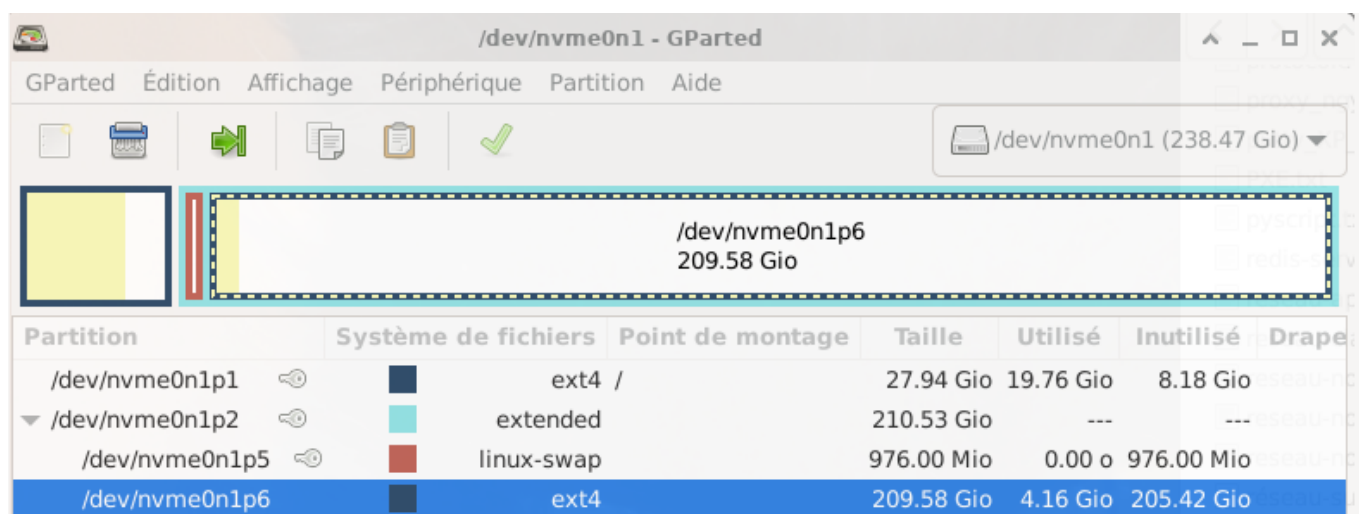 /dev/nvme0n1 - GParted
GParted Édition Affichage Périphérique Partition Aide
/dev/nvme0n1 (238.47 Gio)
/dev/nvme0n1p6
209.58 Gio
Partition Système de fichiers Point de montage Taille Utilisé Inutilisé Drape
/dev/nvme0n1p1 ext4 / 27.94 Gio 19.76 Gio 8.18 Gio
/dev/nvme0n1p2 extended 210.53 Gio --- ---
/dev/nvme0n1p5 linux-swap 976.00 Mio 0.00 o 976.00 Mio
/dev/nvme0n1p6 ext4 209.58 Gio 4.16 Gio 205.42 Gio